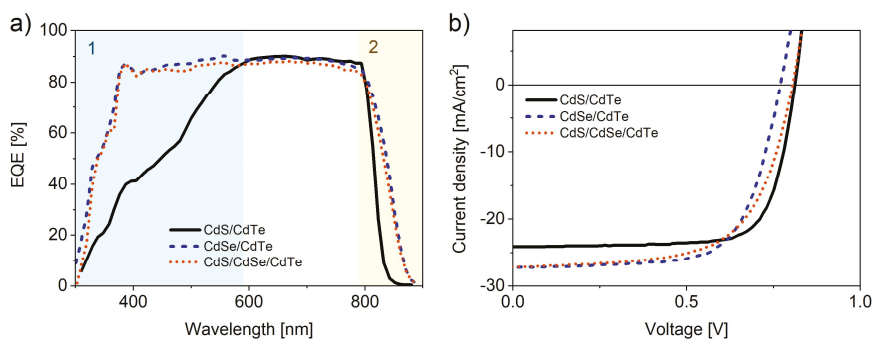 a)
100
80
60
40
20
0
EQE [%]
1
2
CdS/CdTe
CdSe/CdTe
CdS/CdSe/CdTe
400
600
800
Wavelength [nm]
b)
0
-10
-20
-30
Current density [mA/cm²]
CdS/CdTe
CdSe/CdTe
CdS/CdSe/CdTe
0.0
0.5
1.0
Voltage [V]